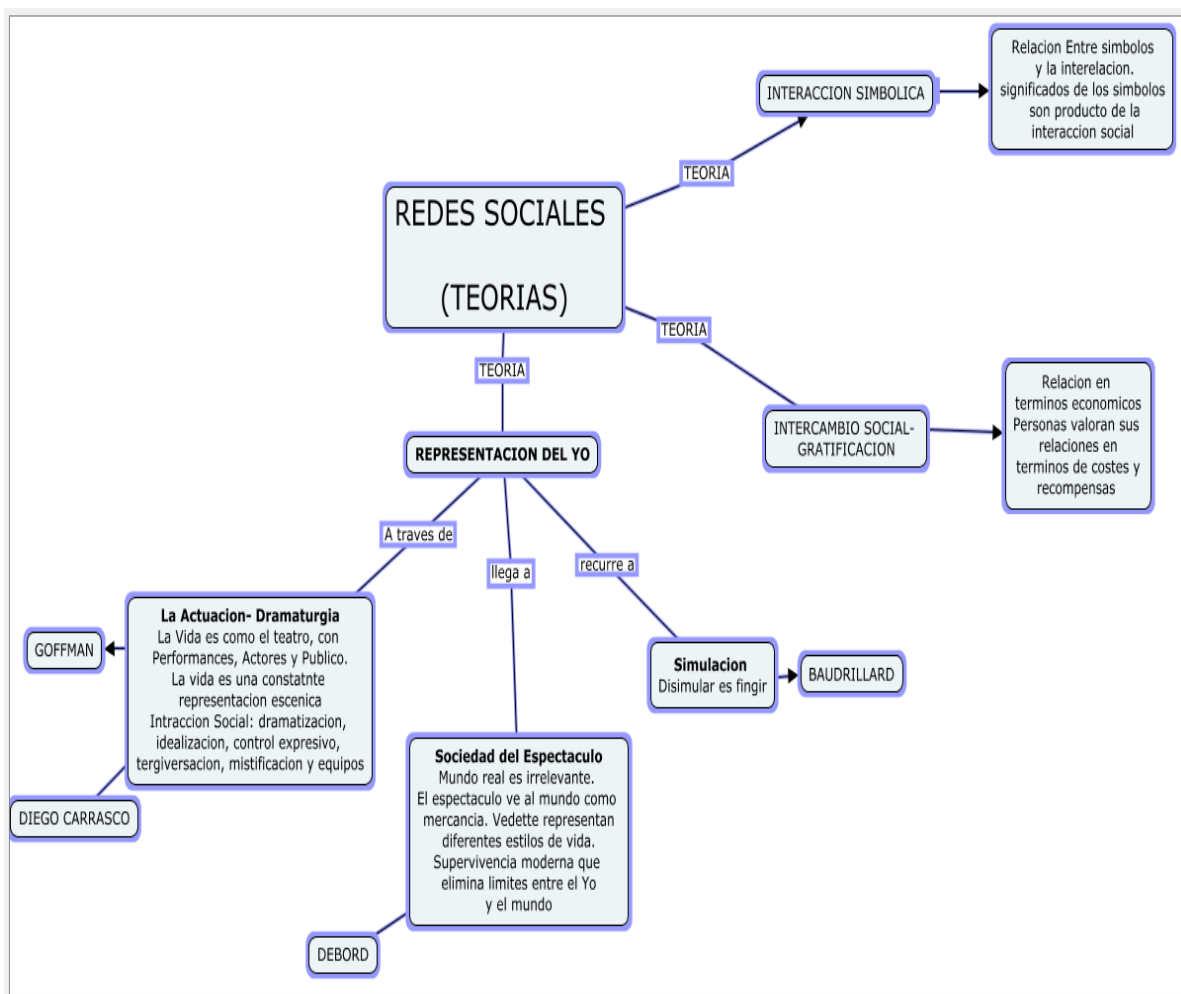 Relacion Entre simbolos
y la interelacion.
significados de los simbolos
son producto de la
interaccion social
INTERACCION SIMBOLICA
TEORIA
REDES SOCIALES
(TEORIAS)
TEORIA
TEORIA
Relacion en
terminos economicos
Personas valoran sus
relaciones en
terminos de costes y
recompensas
INTERCAMBIO SOCIAL-
GRATIFICACION
REPRESENTACION DEL YO
A traves de
llega a
recurre a
La Actuacion- Dramaturgia
La Vida es como el teatro, con
Performances, Actores y Publico.
La vida es una constatnte
representacion escenica
Intraccion Social: dramatizacion,
idealizacion, control expresivo,
tergiversacion, mistificacion y equipos
GOFFMAN
DIEGO CARRASCO
Simulacion
Disimular es fingir
BAUDRILLARD
Sociedad del Espectaculo
Mundo real es irrelevante.
El espectaculo ve al mundo como
mercancia. Vedette representan
diferentes estilos de vida.
Supervivencia moderna que
elimina limites entre el Yo
y el mundo
DEBORD